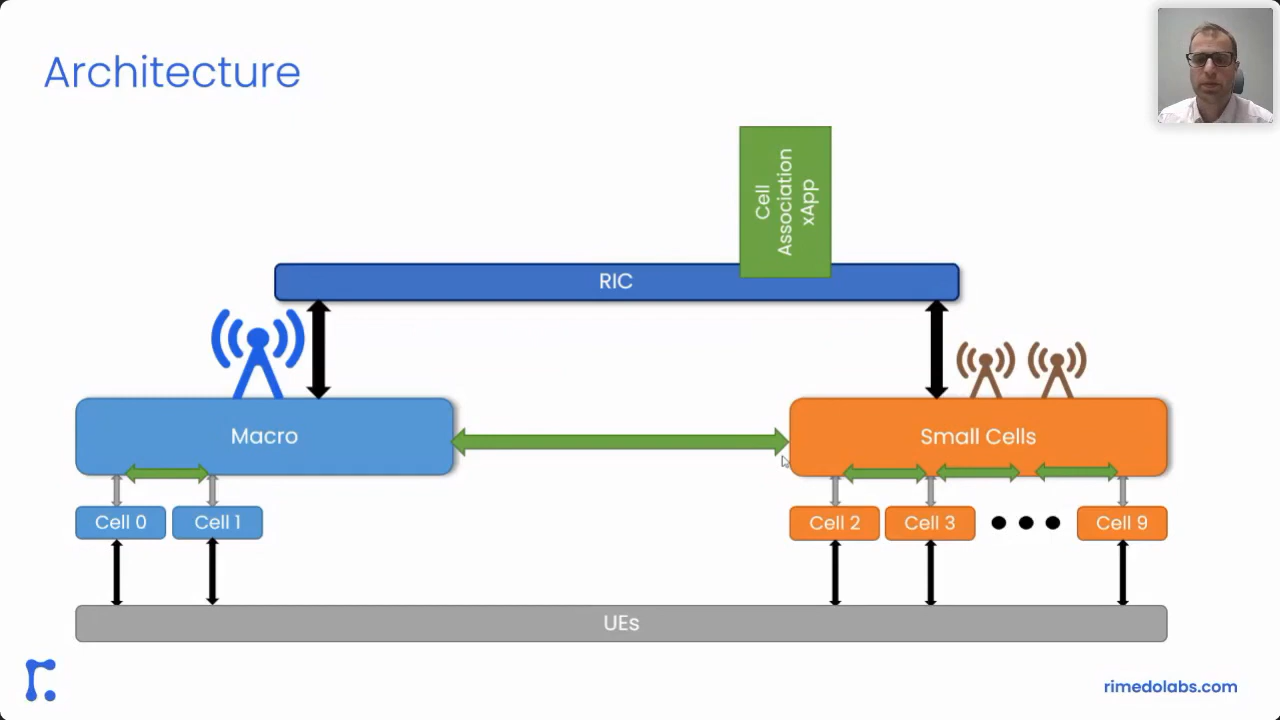 Architecture
Cell
Association
xApp
RIC
Macro
Small Cells
Cell 0
Cell 1
Cell 2
Cell 3
Cell 9
UEs
rimedolabs.com